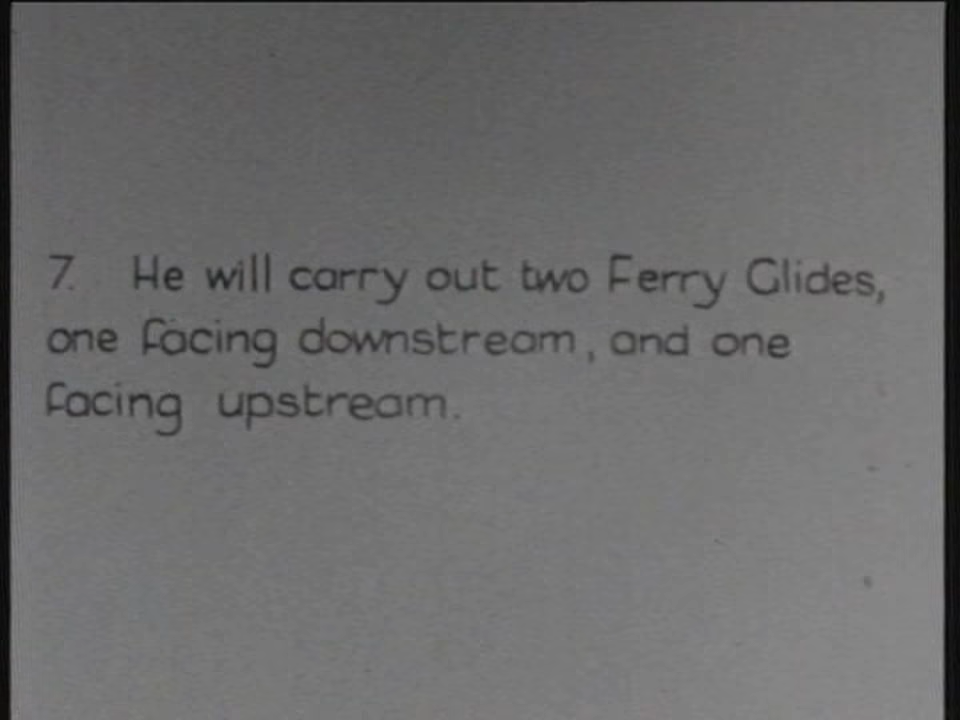 7. He will carry out two Ferry Glides,
one facing downstream, and one
facing upstream.